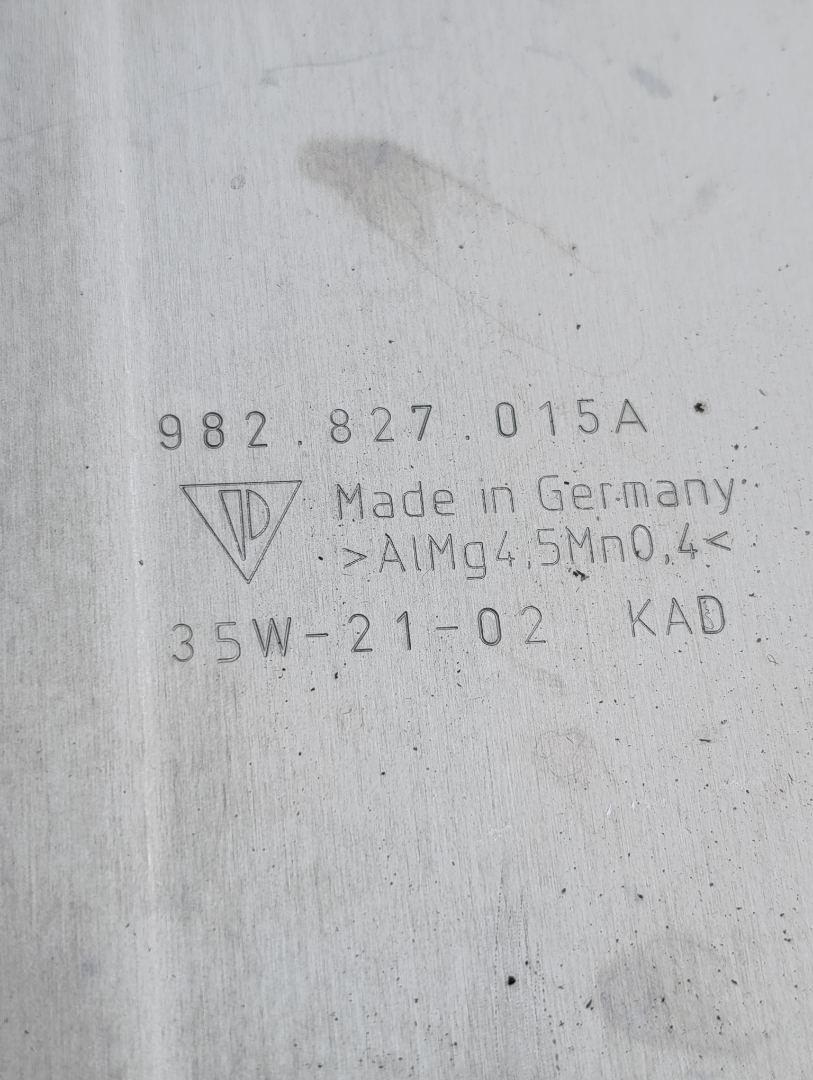 982.827.015A
Made in Germany
>AlMg4,5Mn0,4<
35W-21-02 KAD